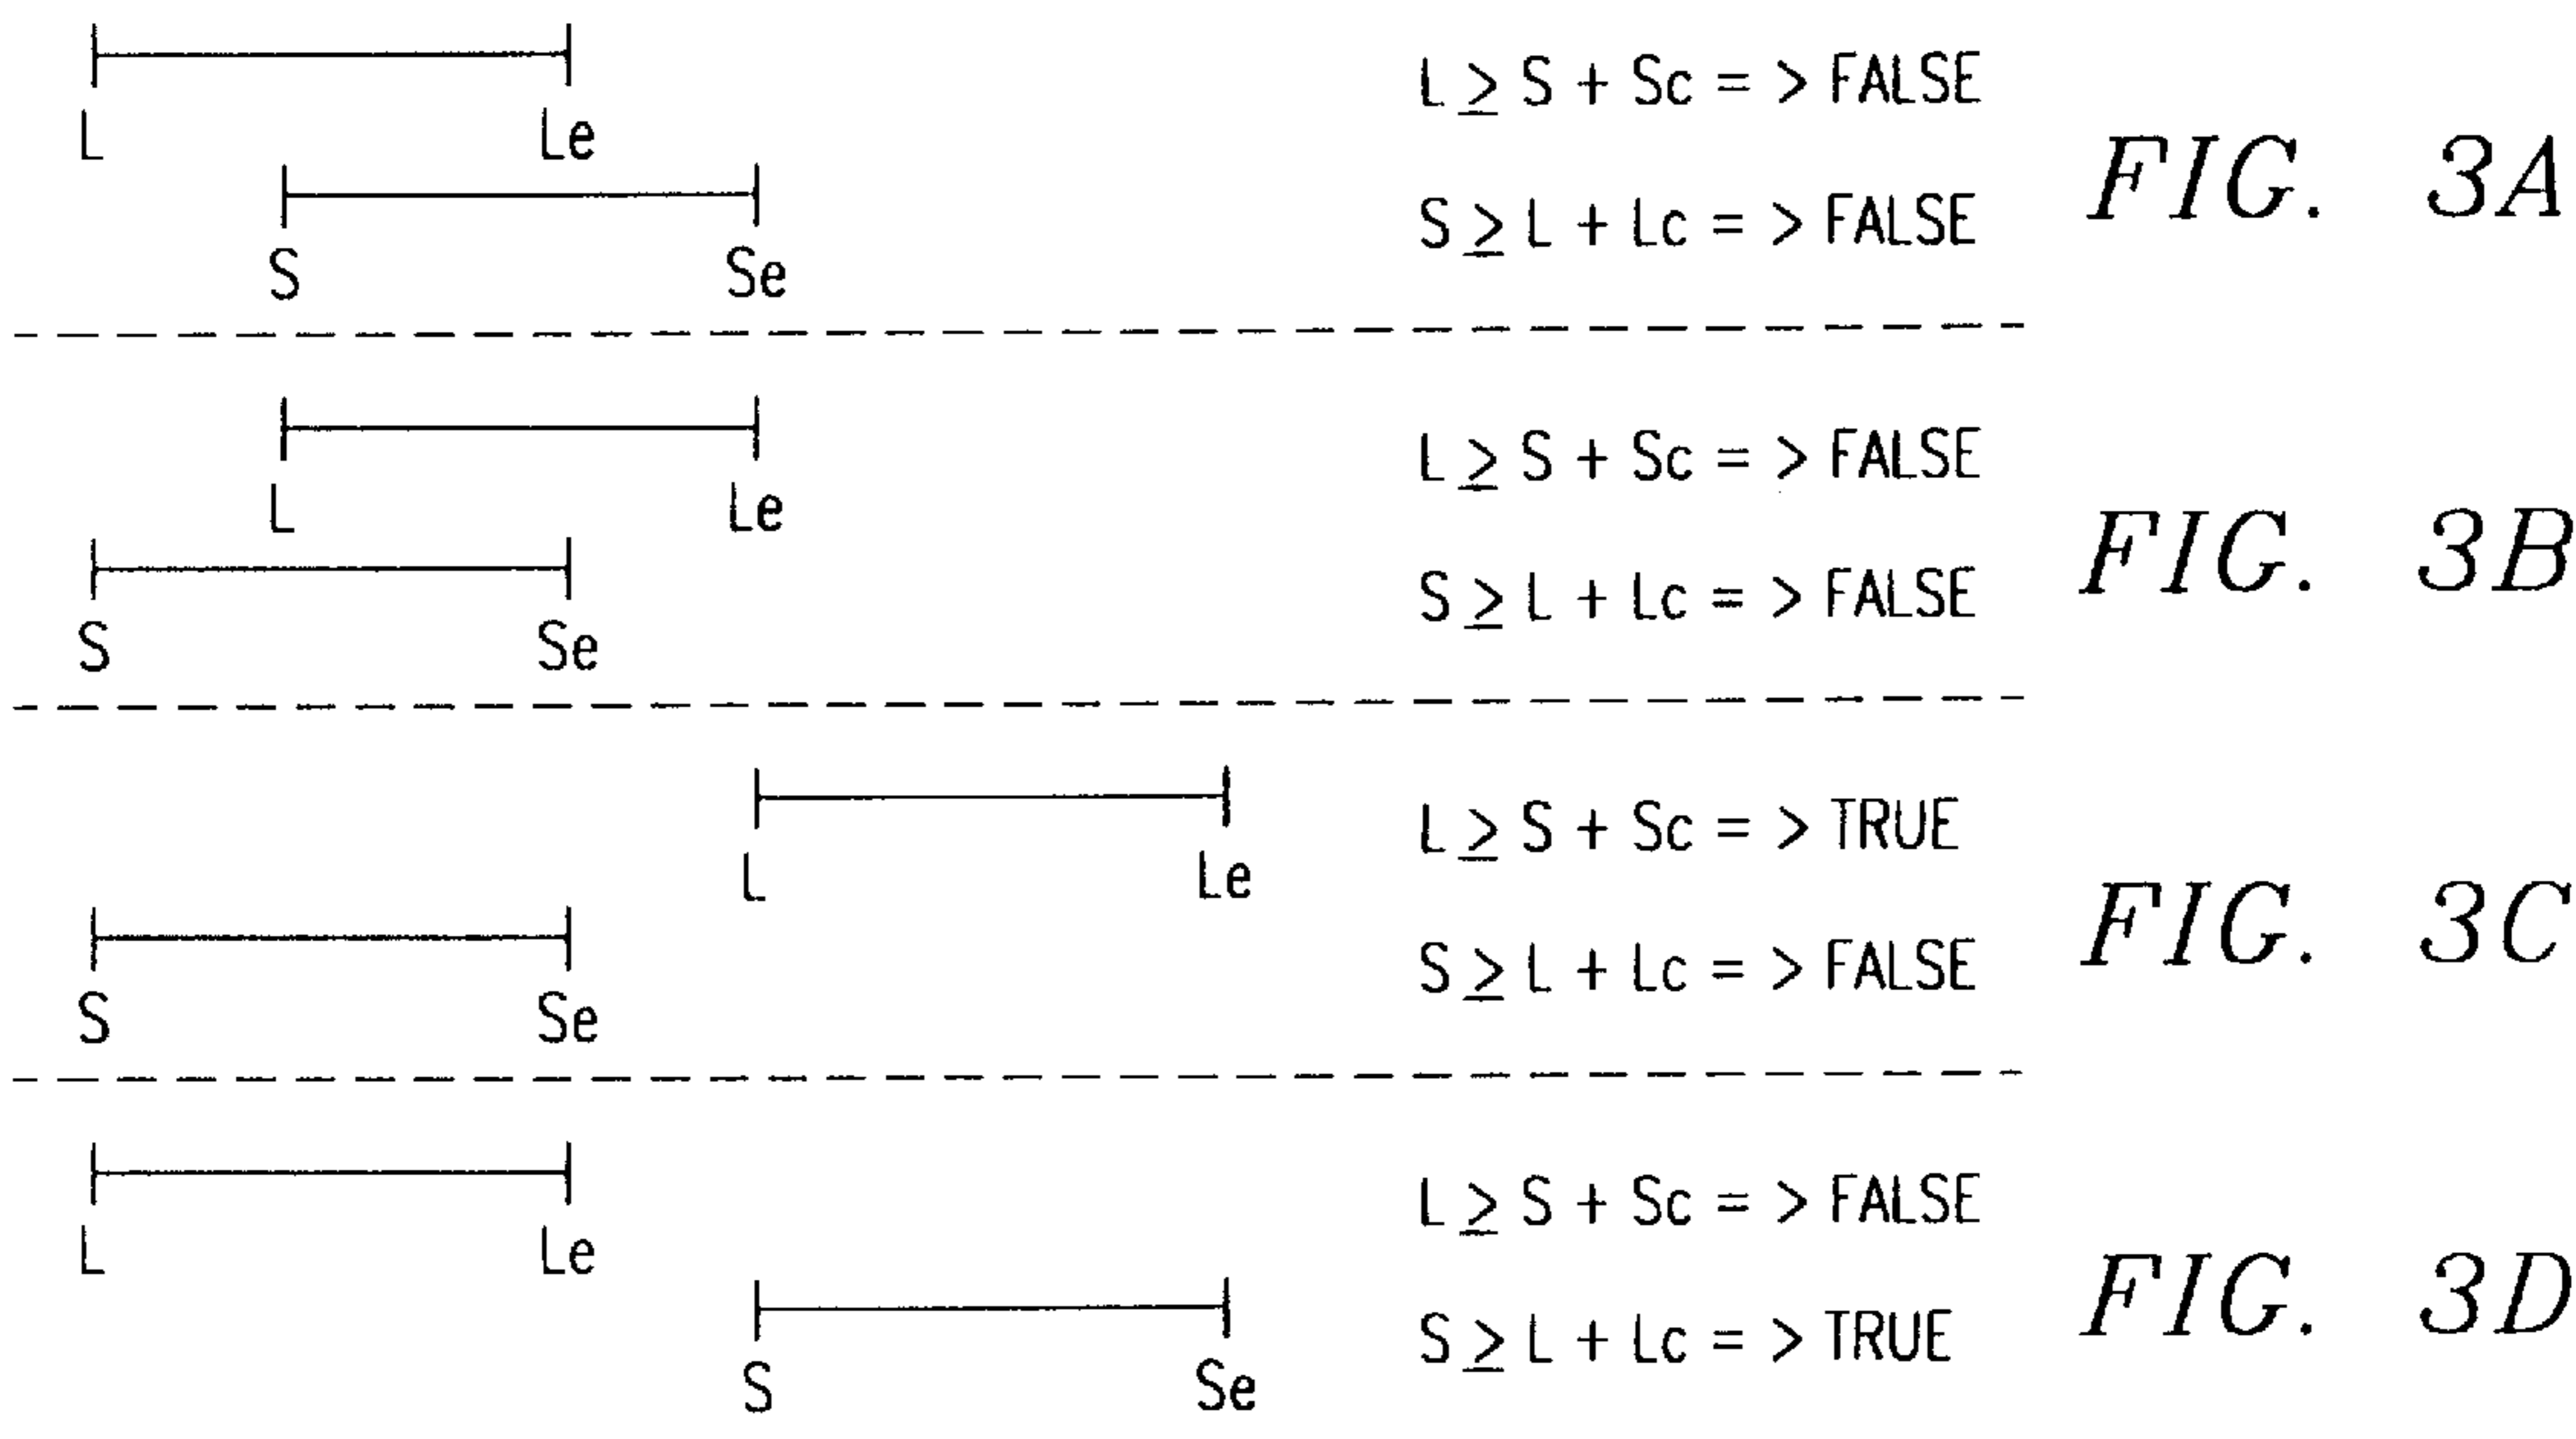 L Le
L ≥ S + Sc = > FALSE
S Se
S ≥ L + Lc = > FALSE
FIG. 3A
L Le
L ≥ S + Sc = > FALSE
S Se
S ≥ L + Lc = > FALSE
FIG. 3B
L Le
L ≥ S + Sc = > TRUE
S Se
S ≥ L + Lc = > FALSE
FIG. 3C
L Le
L ≥ S + Sc = > FALSE
S Se
S ≥ L + Lc = > TRUE
FIG. 3D